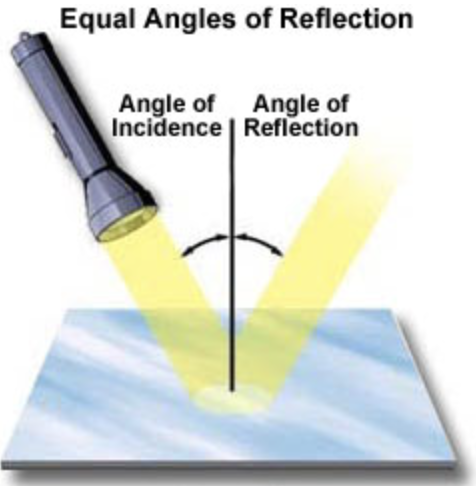 Equal Angles of Reflection
Angle of Incidence
Angle of Reflection